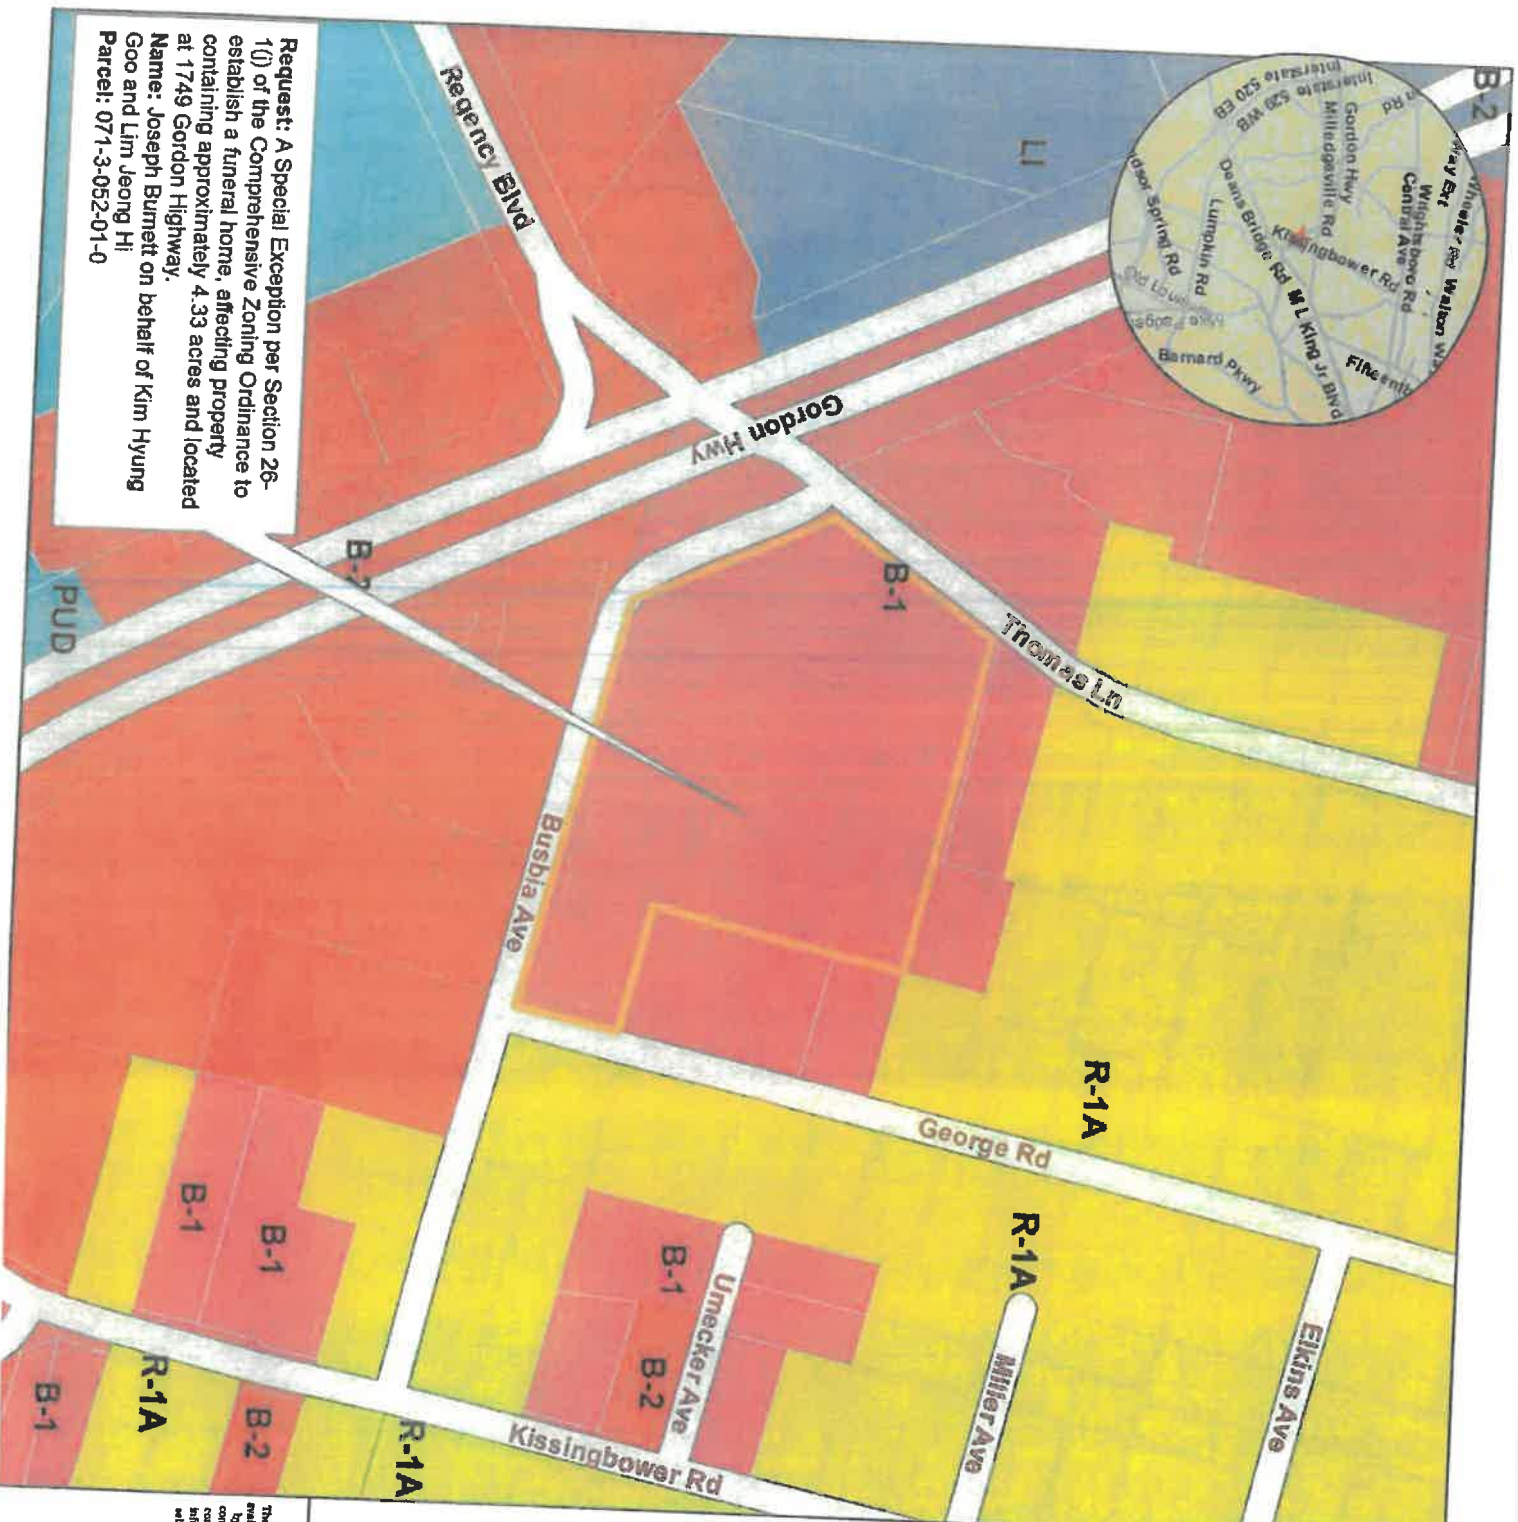 Request: A Special Exception per Section 26-
1(j) of the Comprehensive Zoning Ordinance to
establish a funeral home, affecting property
containing approximately 4.33 acres and located
at 1749 Gordon Highway.
Name: Joseph Burnett on behalf of Kim Hyung
Goo and Lim Jeong Hi
Parcel: 071-3-052-01-0
B-2
LI
Regency Blvd
Gordon Hwy
B-1
Thomas Ln
PUD
Busbia Ave
R-1A
George Rd
R-1A
B-1
B-1
B-1
Umecker Ave
B-2
Miller Ave
Elkins Ave
Kissingbower Rd
B-1
R-1A
B-2
R-1A
Interstate 520 EB
Interstate 520 WB
Gordon Hwy
Milledgeville Rd
Wrightsboro Rd
Central Ave
Kissingbower Rd
Deans Bridge Rd
M L King Jr Blvd
Lumpkin Rd
Spring Rd
Barnard Pkwy